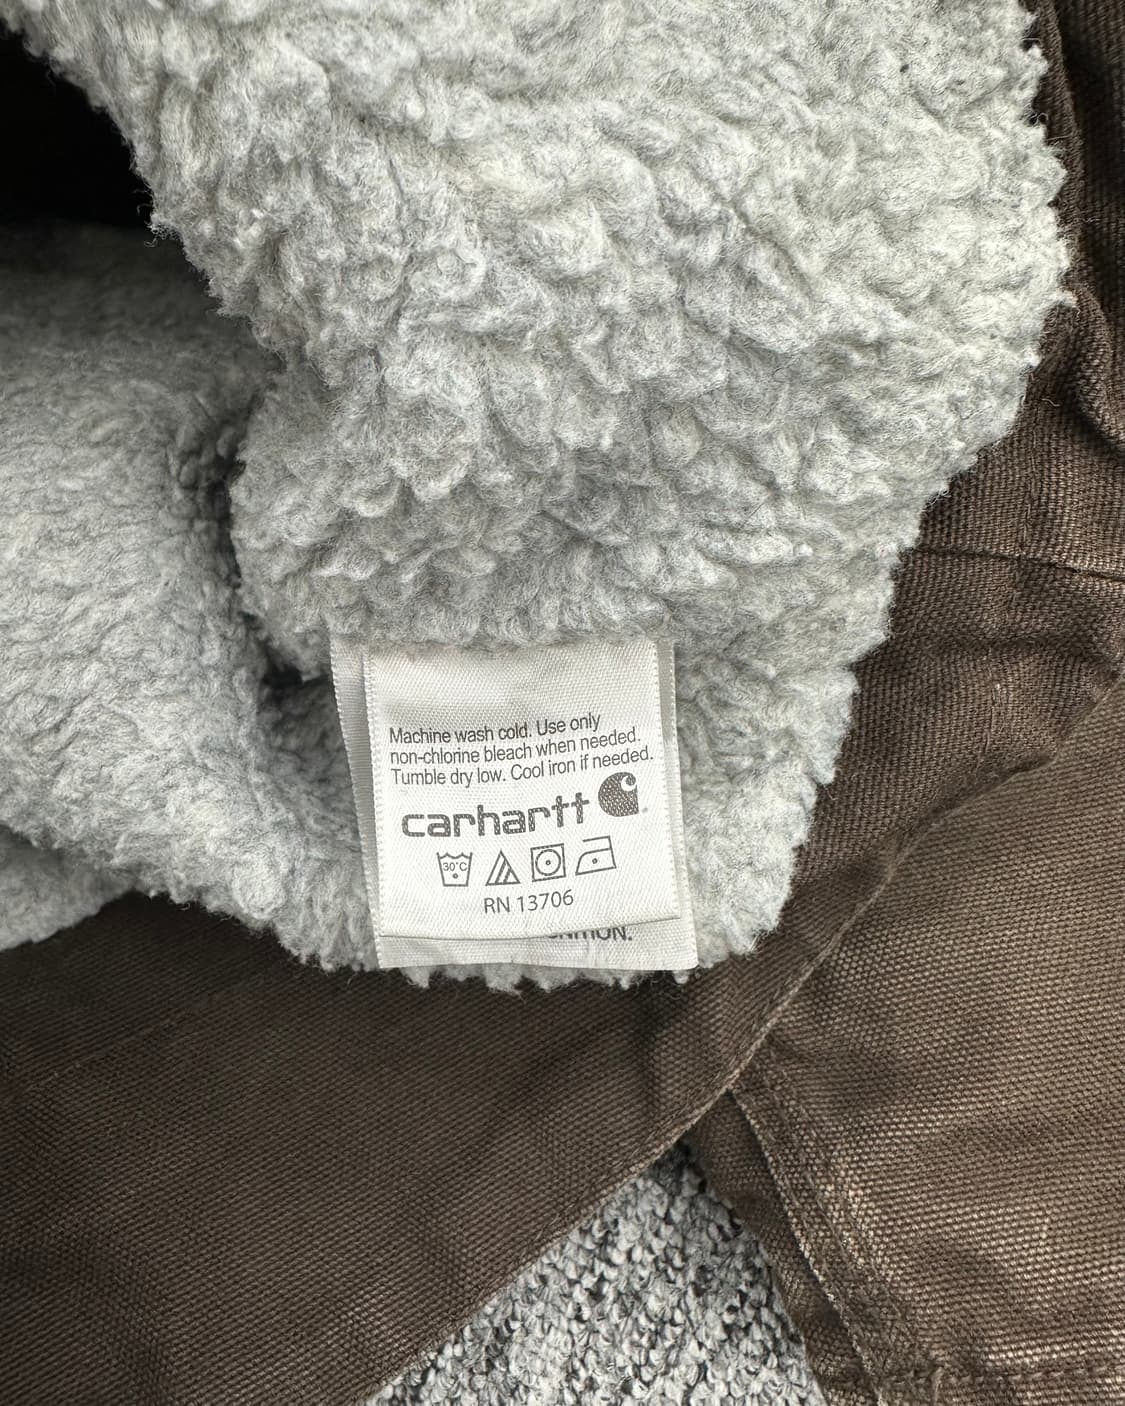 Machine wash cold. Use only
non-chlorine bleach when needed.
Tumble dry low. Cool iron if needed.
carhartt
30°C
RN 13706